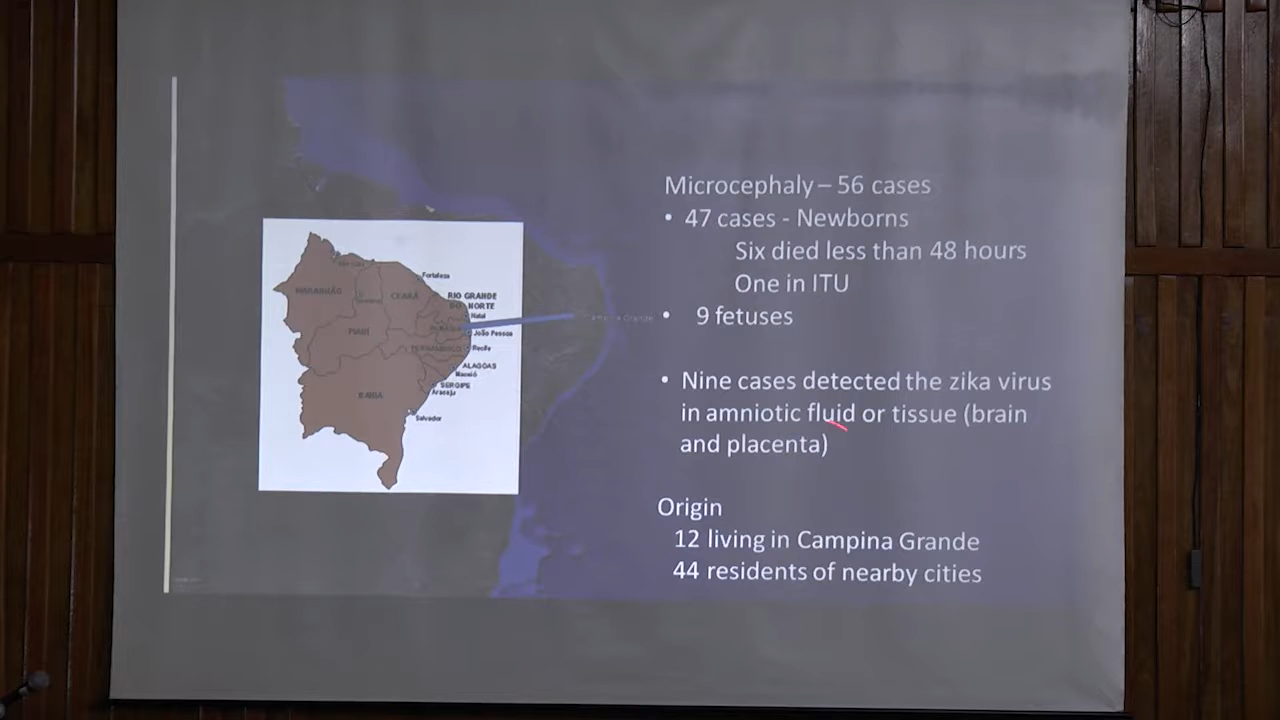 Microcephaly – 56 cases
• 47 cases - Newborns
Six died less than 48 hours
One in ITU
• 9 fetuses
• Nine cases detected the zika virus
in amniotic fluid or tissue (brain
and placenta)
Origin
12 living in Campina Grande
44 residents of nearby cities
MARANHÃO
CEARÁ
Fortaleza
RIO GRANDE
DO NORTE
Natal
PIAUÍ
João Pessoa
PERNAMBUCO
Recife
ALAGOAS
Maceió
SERGIPE
Aracaju
BAHIA
Salvador
Campina Grande